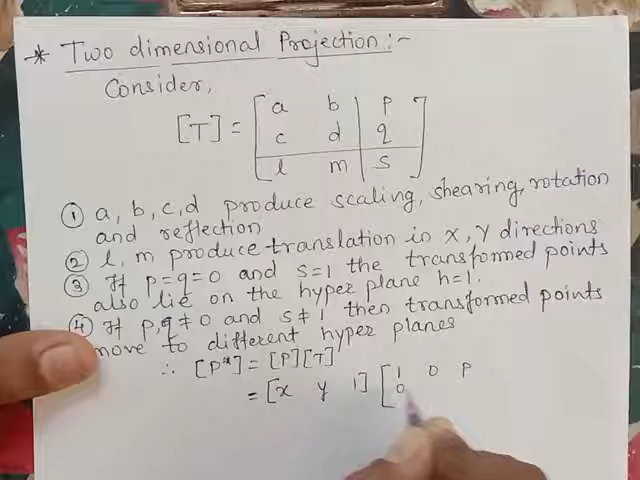 * Two dimensional Projection:-
Consider,
[T] = [ a b | p
c d | q
l m | s ]
① a, b, c, d produce scaling, shearing, rotation
and reflection
② l, m produce translation in x, y directions
③ If p=q=0 and s=1 the transformed points
also lie on the hyper plane h=1.
④ If p,q ≠ 0 and s ≠ 1 then transformed points
move to different hyper planes
∴ [P*] = [P][T]
= [x y 1] [ 1 0 p
0